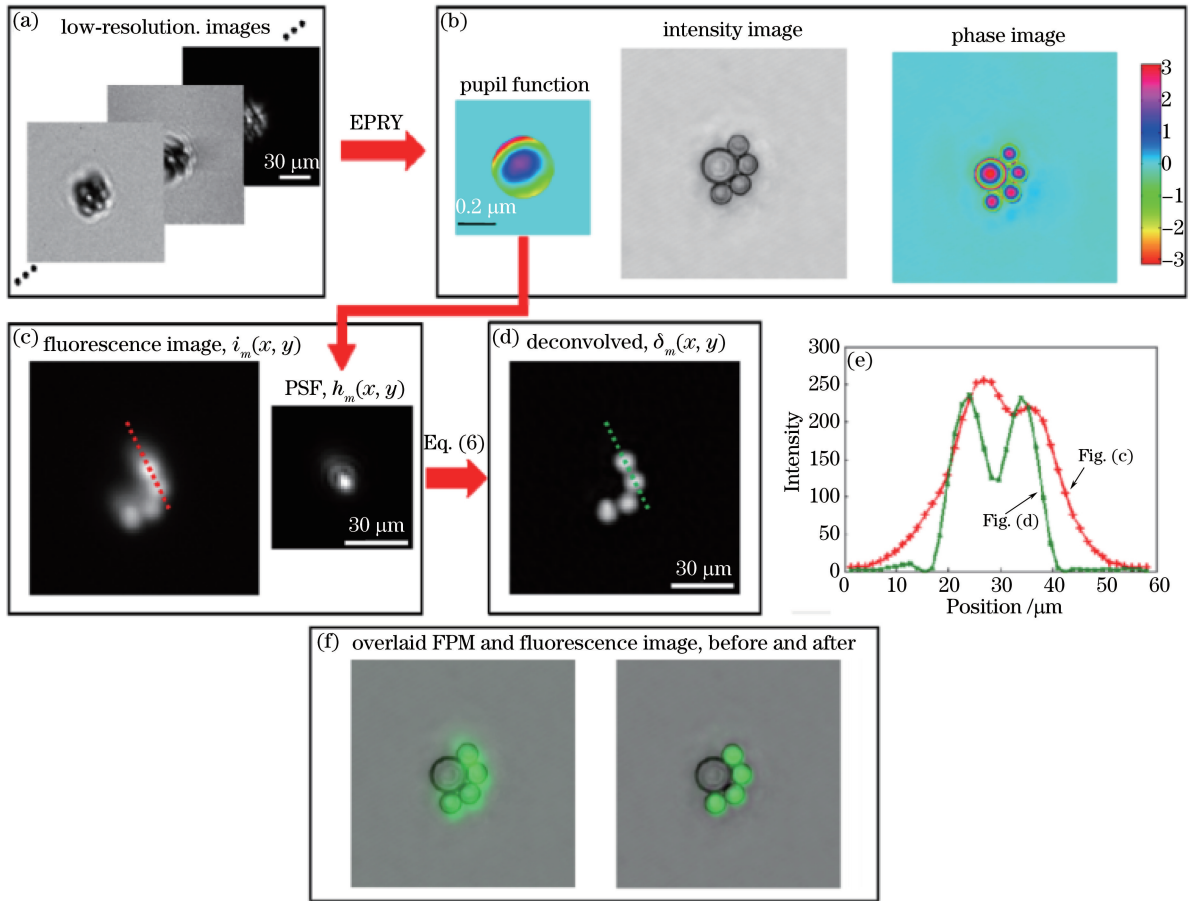 (a)
low-resolution. images
30 μm
EPRY
(b)
pupil function
0.2 μm
intensity image
phase image
3
2
1
0
−1
−2
−3
(c)
fluorescence image, i_m(x, y)
PSF, h_m(x, y)
30 μm
Eq. (6)
(d)
deconvolved, δ_m(x, y)
30 μm
(e)
300
250
200
150
100
50
0
Intensity
Fig. (c)
Fig. (d)
0 10 20 30 40 50 60
Position /μm
(f)
overlaid FPM and fluorescence image, before and after